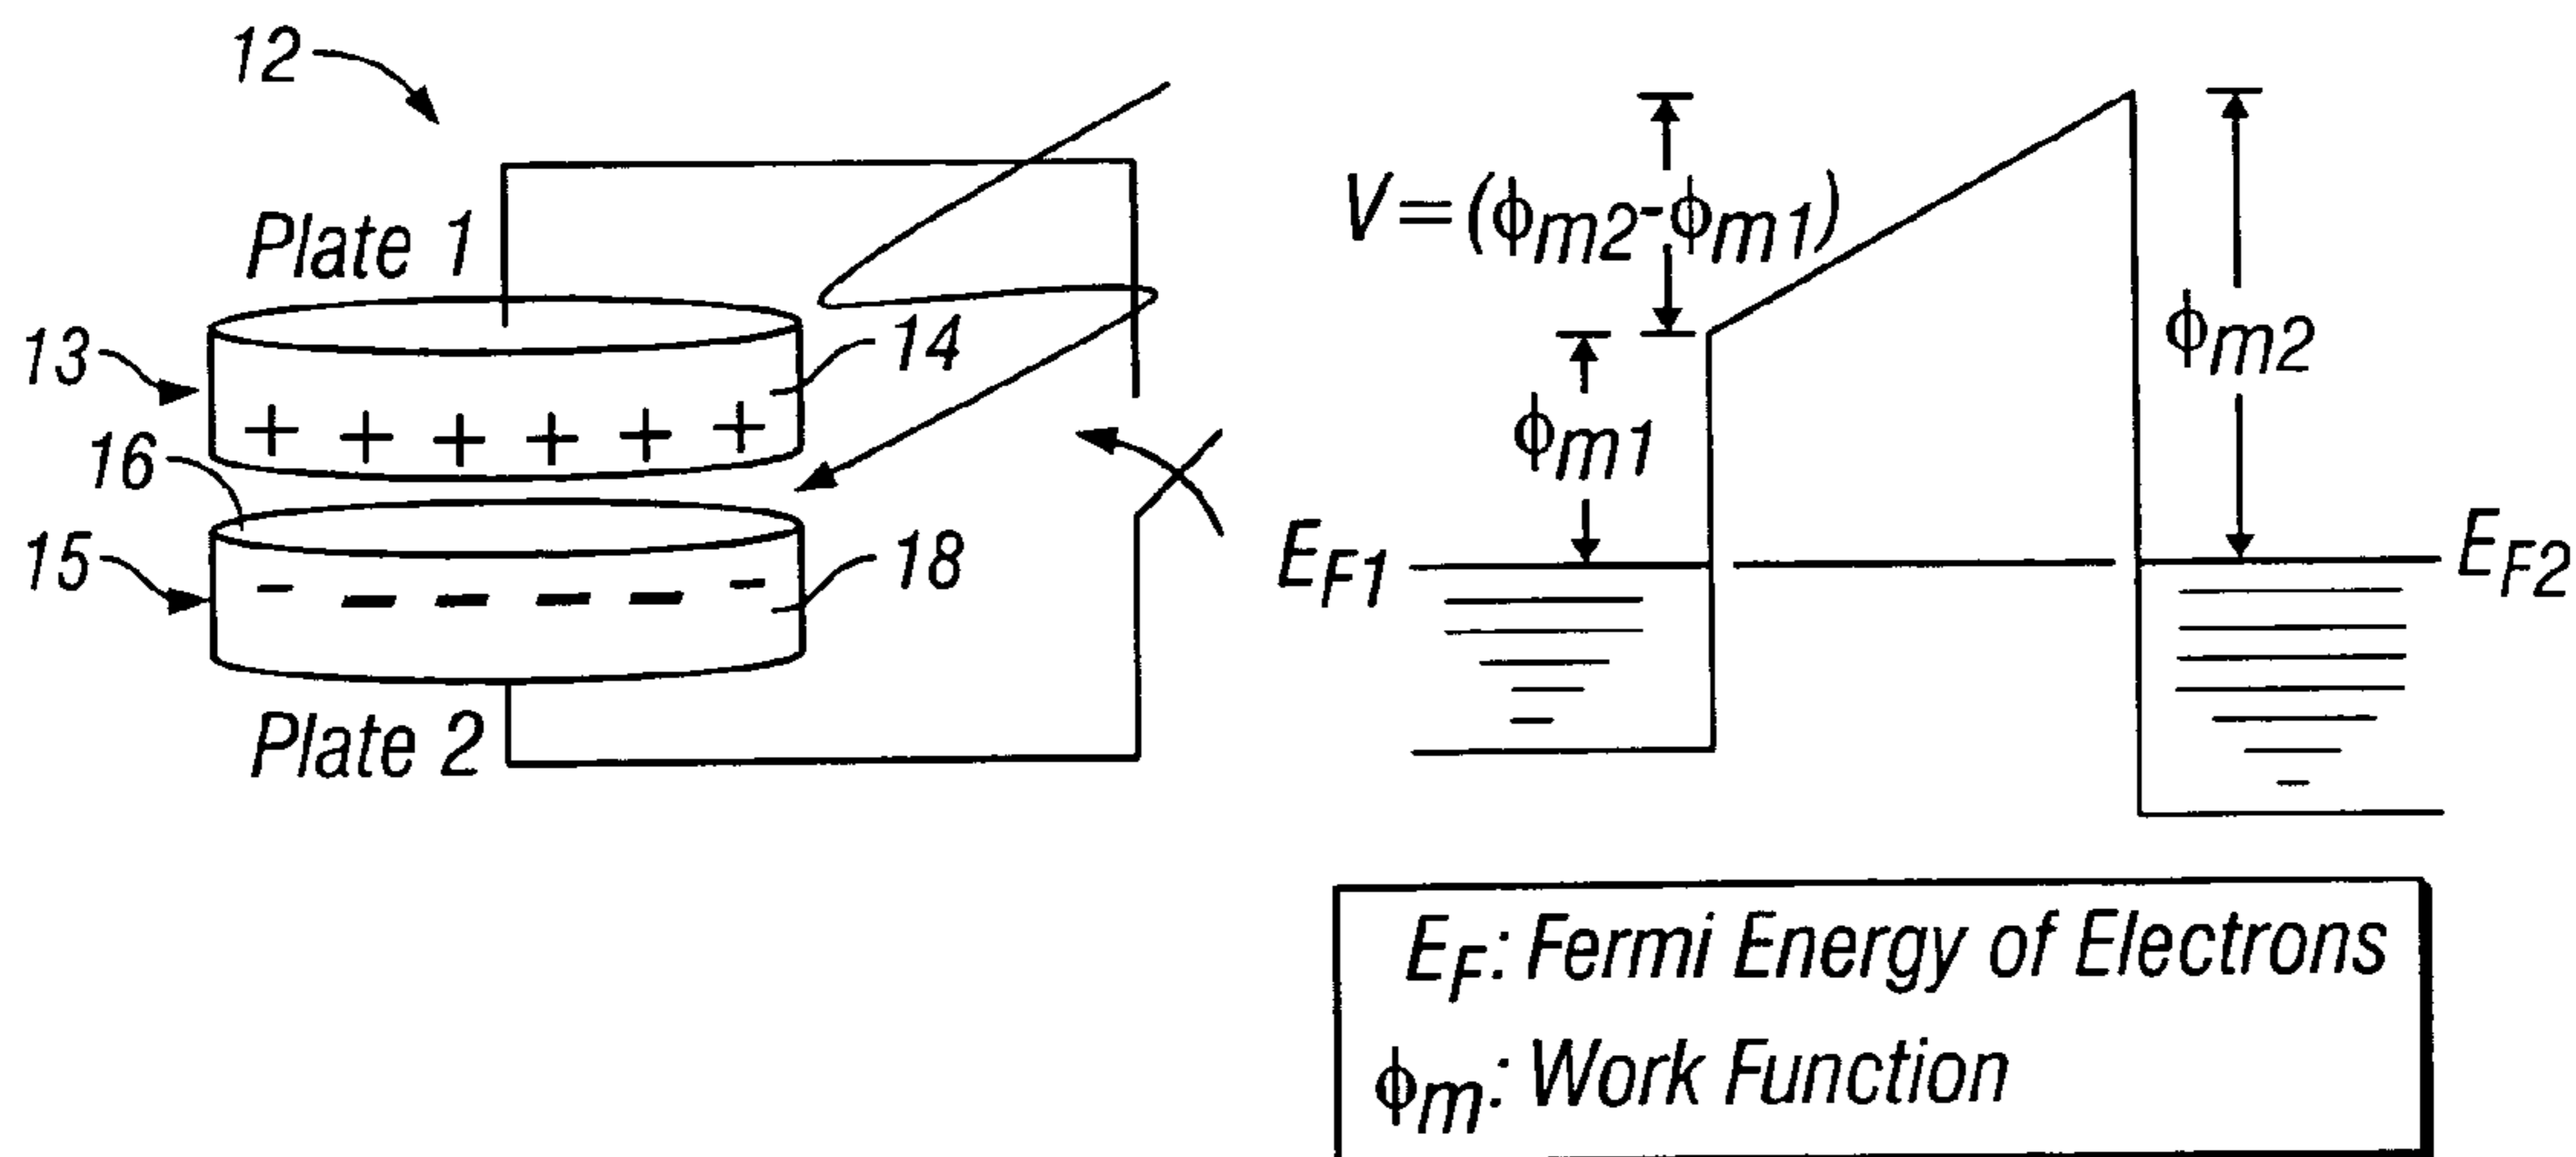 12
Plate 1
13
14
16
15
18
Plate 2
V=(ϕm2-ϕm1)
ϕm1
ϕm2
EF1
EF2
EF: Fermi Energy of Electrons
ϕm: Work Function